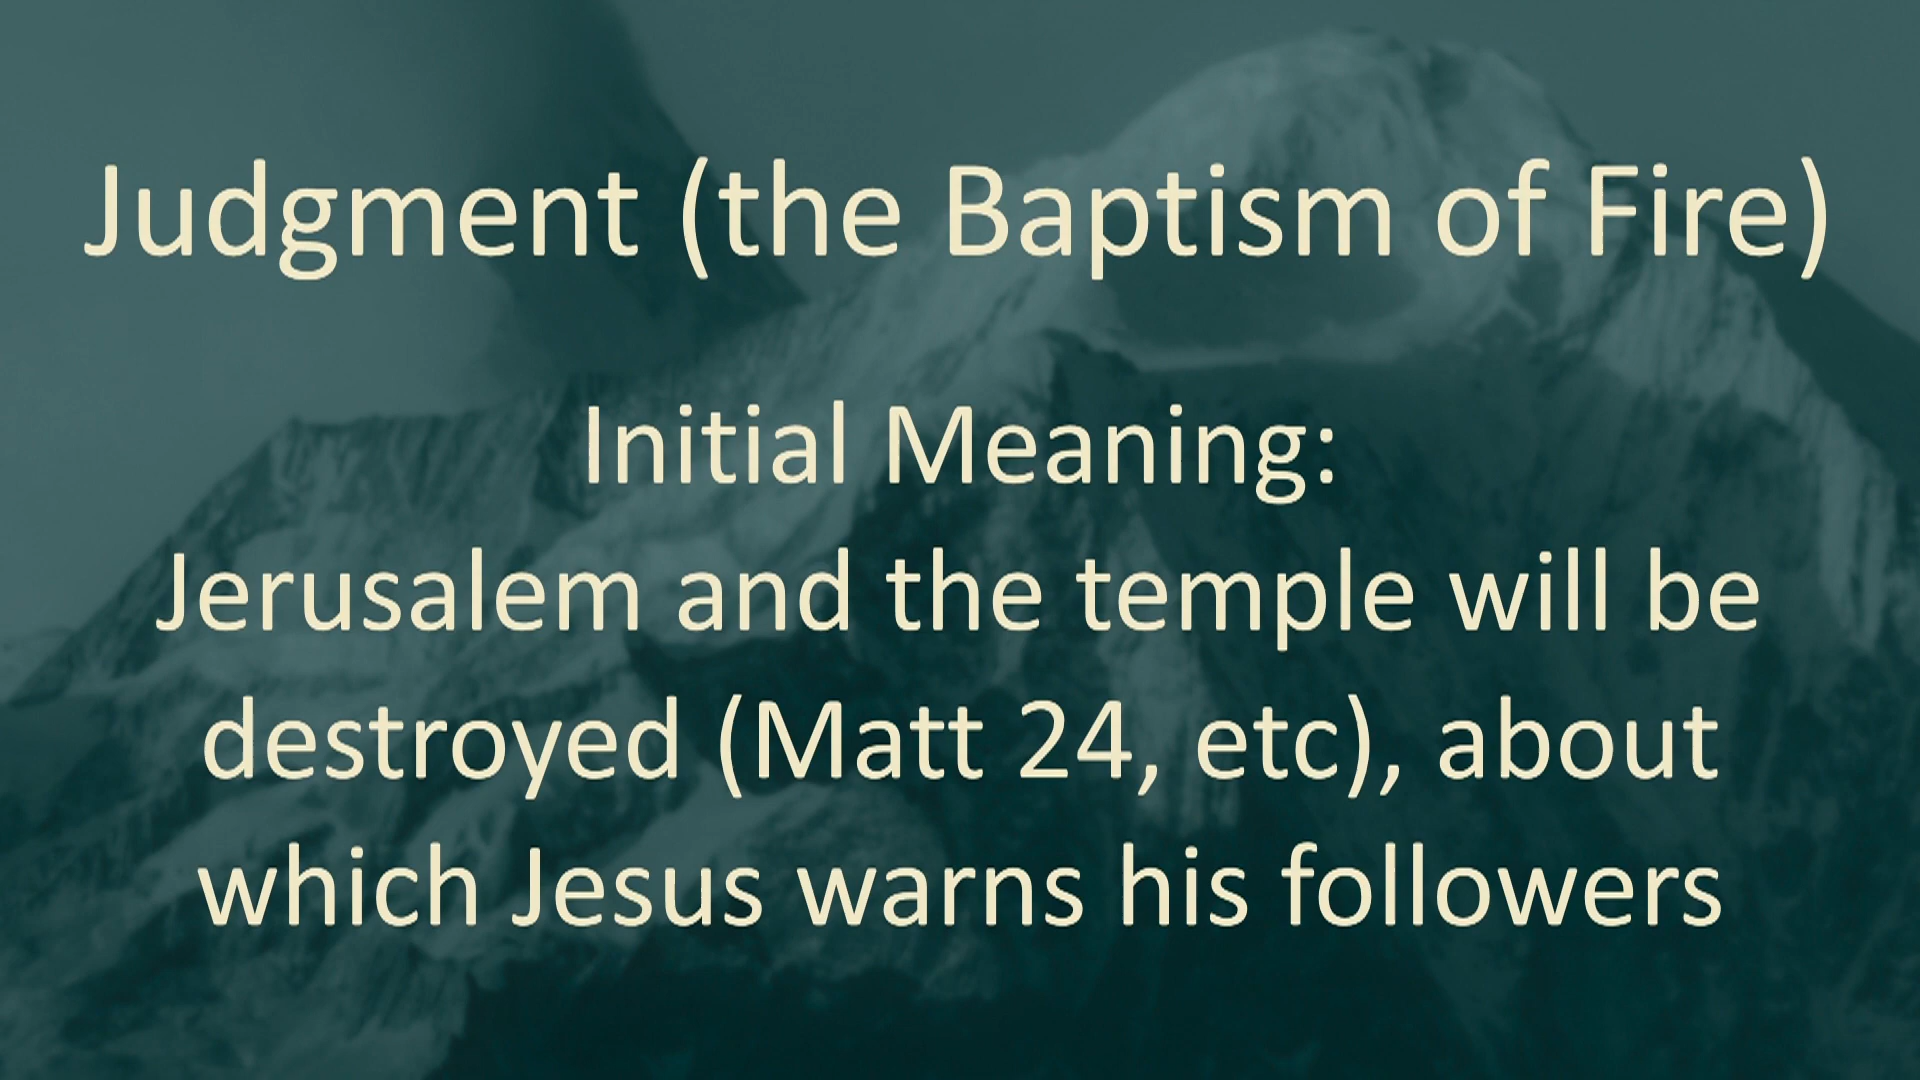 Judgment (the Baptism of Fire)
Initial Meaning:
Jerusalem and the temple will be
destroyed (Matt 24, etc), about
which Jesus warns his followers